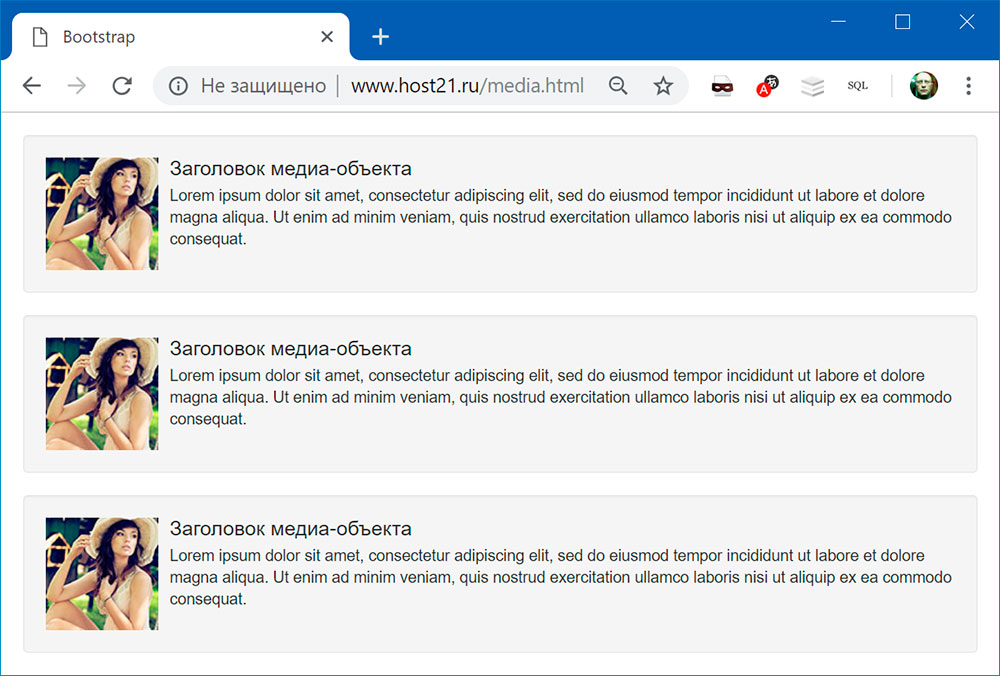 Bootstrap
Не защищено | www.host21.ru/media.html
SQL
Заголовок медиа-объекта
Lorem ipsum dolor sit amet, consectetur adipiscing elit, sed do eiusmod tempor incididunt ut labore et dolore
magna aliqua. Ut enim ad minim veniam, quis nostrud exercitation ullamco laboris nisi ut aliquip ex ea commodo
consequat.
Заголовок медиа-объекта
Lorem ipsum dolor sit amet, consectetur adipiscing elit, sed do eiusmod tempor incididunt ut labore et dolore
magna aliqua. Ut enim ad minim veniam, quis nostrud exercitation ullamco laboris nisi ut aliquip ex ea commodo
consequat.
Заголовок медиа-объекта
Lorem ipsum dolor sit amet, consectetur adipiscing elit, sed do eiusmod tempor incididunt ut labore et dolore
magna aliqua. Ut enim ad minim veniam, quis nostrud exercitation ullamco laboris nisi ut aliquip ex ea commodo
consequat.